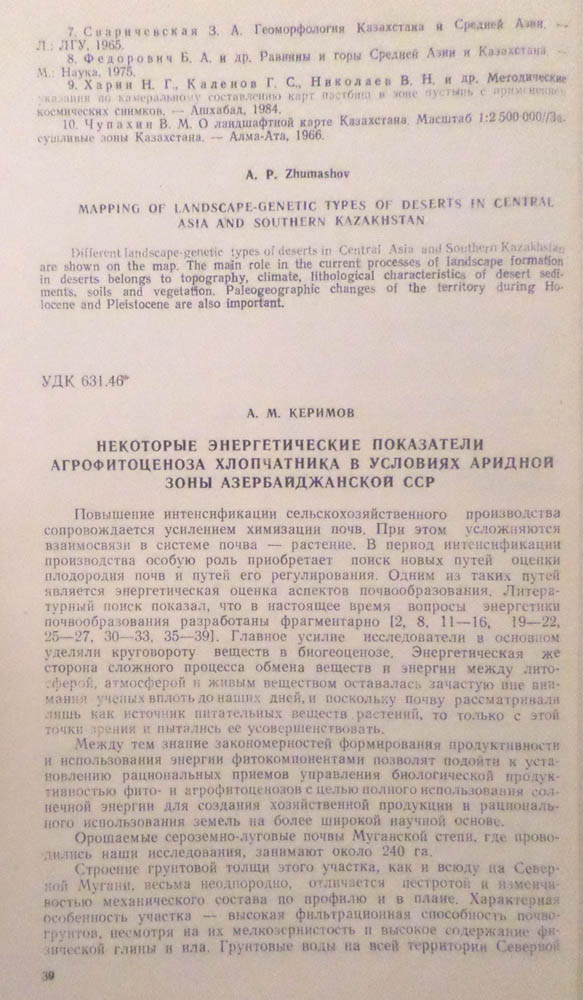 7. Сваричевская З. А. Геоморфология Казахстана и Средней Азии. —
Л.: ЛГУ, 1965.
8. Федорович Б. А. и др. Равнины и горы Средней Азии и Казахстана. —
М.: Наука, 1975.
9. Харин Н. Г., Каленов Г. С., Николаев В. Н. и др. Методические
указания по камеральному составлению карт пастбищ в зоне пустынь с применением
космических снимков. — Ашхабад, 1984.
10. Чупахин В. М. О ландшафтной карте Казахстана. Масштаб 1:2 500 000//За-
сушливые зоны Казахстана. — Алма-Ата, 1966.
A. P. Zhumashov
MAPPING OF LANDSCAPE-GENETIC TYPES OF DESERTS IN CENTRAL
ASIA AND SOUTHERN KAZAKHSTAN
Different landscape-genetic types of deserts in Central Asia and Southern Kazakhstan
are shown on the map. The main role in the current processes of landscape formation
in deserts belongs to topography, climate, lithological characteristics of desert sedi-
ments, soils and vegetation. Paleogeographic changes of the territory during Ho-
locene and Pleistocene are also important.
УДК 631.46*
А. М. КЕРИМОВ
НЕКОТОРЫЕ ЭНЕРГЕТИЧЕСКИЕ ПОКАЗАТЕЛИ
АГРОФИТОЦЕНОЗА ХЛОПЧАТНИКА В УСЛОВИЯХ АРИДНОЙ
ЗОНЫ АЗЕРБАЙДЖАНСКОЙ ССР
Повышение интенсификации сельскохозяйственного производства
сопровождается усилением химизации почв. При этом усложняются
взаимосвязи в системе почва — растение. В период интенсификации
производства особую роль приобретает поиск новых путей оценки
плодородия почв и путей его регулирования. Одним из таких путей
является энергетическая оценка аспектов почвообразования. Литера-
турный поиск показал, что в настоящее время вопросы энергетики
почвообразования разработаны фрагментарно [2, 8, 11—16, 19—22,
25—27, 30—33, 35—39]. Главное усилие исследователи в основном
уделяли круговороту веществ в биогеоценозе. Энергетическая же
сторона сложного процесса обмена веществ и энергии между лито-
сферой, атмосферой и живым веществом оставалась зачастую вне вни-
мания ученых вплоть до наших дней, и поскольку почву рассматривали
лишь как источник питательных веществ растений, то только с этой
точки зрения и пытались ее усовершенствовать.
Между тем знание закономерностей формирования продуктивности
и использования энергии фитокомпонентами позволят подойти к уста-
новлению рациональных приемов управления биологической продук-
тивностью фито- и агрофитоценозов с целью полного использования сол-
нечной энергии для создания хозяйственной продукции и рациональ-
ного использования земель на более широкой научной основе.
Орошаемые сероземно-луговые почвы Муганской степи, где прово-
дились наши исследования, занимают около 240 га.
Строение грунтовой толщи этого участка, как и всюду на Север-
ной Мугани, весьма неоднородно, отличается пестротой и изменчи-
востью механического состава по профилю и в плане. Характерная
особенность участка — высокая фильтрационная способность почво-
грунтов, несмотря на их мелкозернистость и высокое содержание фи-
зической глины и ила. Грунтовые воды на всей территории Северной
30